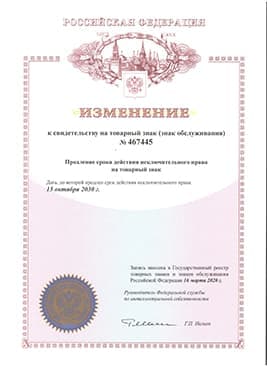 РОССИЙСКАЯ ФЕДЕРАЦИЯ
ИЗМЕНЕНИЕ
к свидетельству на товарный знак (знак обслуживания)
№ 467445
Продление срока действия исключительного права
на товарный знак
Дата, до которой продлен срок действия исключительного права:
13 октября 2030 г.
Запись внесена в Государственный реестр
товарных знаков и знаков обслуживания
Российской Федерации 16 марта 2020 г.
Руководитель Федеральной службы
по интеллектуальной собственности
Г.П. Ивлиев